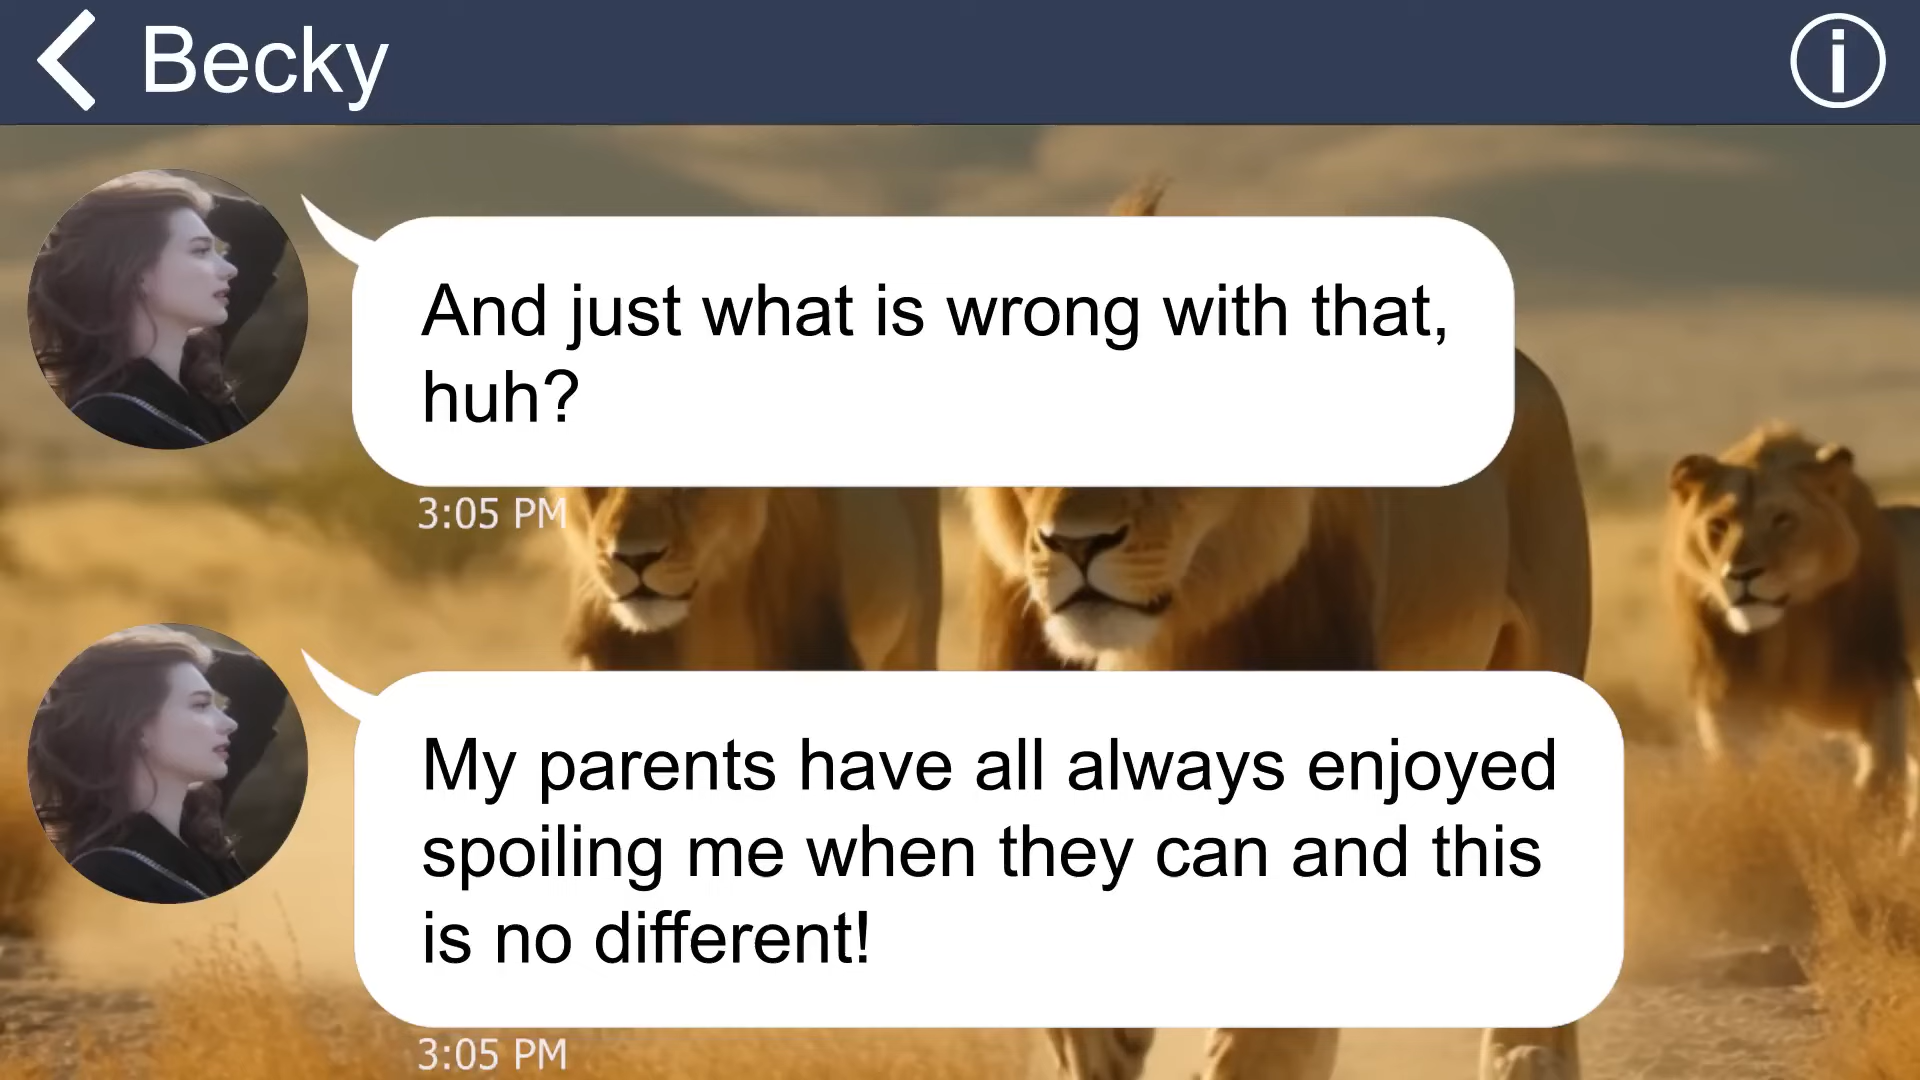 Becky
And just what is wrong with that,
huh?
3:05 PM
My parents have all always enjoyed
spoiling me when they can and this
is no different!
3:05 PM